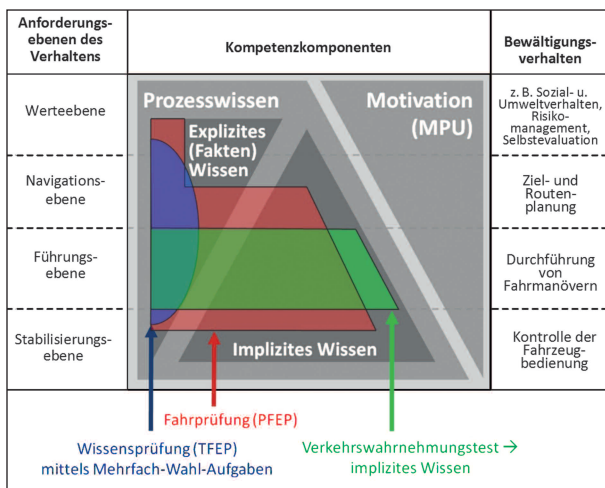 Anforderungs-
ebenen des
Verhaltens
Kompetenzkomponenten
Bewältigungs-
verhalten
Werteebene
Prozesswissen
Explizites
(Fakten)
Wissen
Motivation
(MPU)
z. B. Sozial- u.
Umweltverhalten,
Risiko-
management,
Selbstevaluation
Navigations-
ebene
Ziel- und
Routen-
planung
Führungs-
ebene
Durchführung
von
Fahrmanövern
Stabilisierungs-
ebene
Implizites Wissen
Kontrolle der
Fahrzeug-
bedienung
Fahrprüfung (PFEP)
Wissensprüfung (TFEP)
mittels Mehrfach-Wahl-Aufgaben
Verkehrswahrnehmungstest →
implizites Wissen